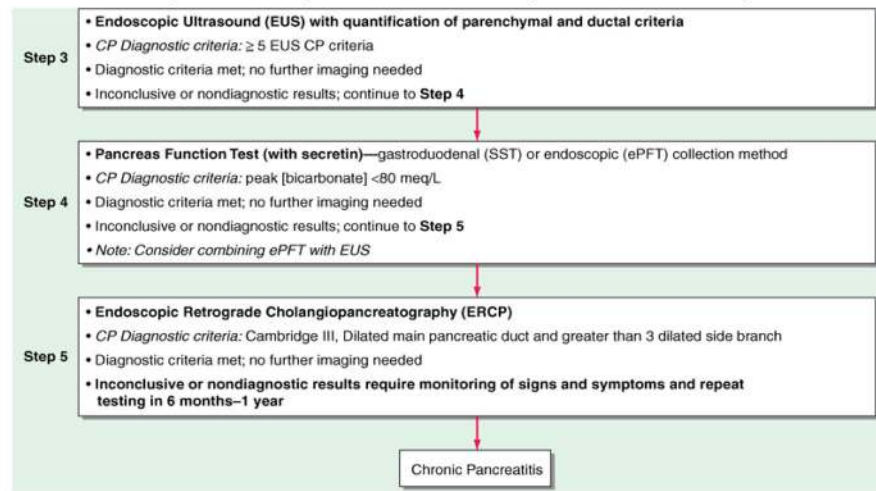 • Endoscopic Ultrasound (EUS) with quantification of parenchymal and ductal criteria
• CP Diagnostic criteria: ≥ 5 EUS CP criteria
Step 3
• Diagnostic criteria met; no further imaging needed
• Inconclusive or nondiagnostic results; continue to Step 4
• Pancreas Function Test (with secretin)—gastroduodenal (SST) or endoscopic (ePFT) collection method
• CP Diagnostic criteria: peak [bicarbonate] <80 meq/L
Step 4
• Diagnostic criteria met; no further imaging needed
• Inconclusive or nondiagnostic results; continue to Step 5
• Note: Consider combining ePFT with EUS
• Endoscopic Retrograde Cholangiopancreatography (ERCP)
• CP Diagnostic criteria: Cambridge III, Dilated main pancreatic duct and greater than 3 dilated side branch
Step 5
• Diagnostic criteria met; no further imaging needed
• Inconclusive or nondiagnostic results require monitoring of signs and symptoms and repeat
testing in 6 months–1 year
Chronic Pancreatitis